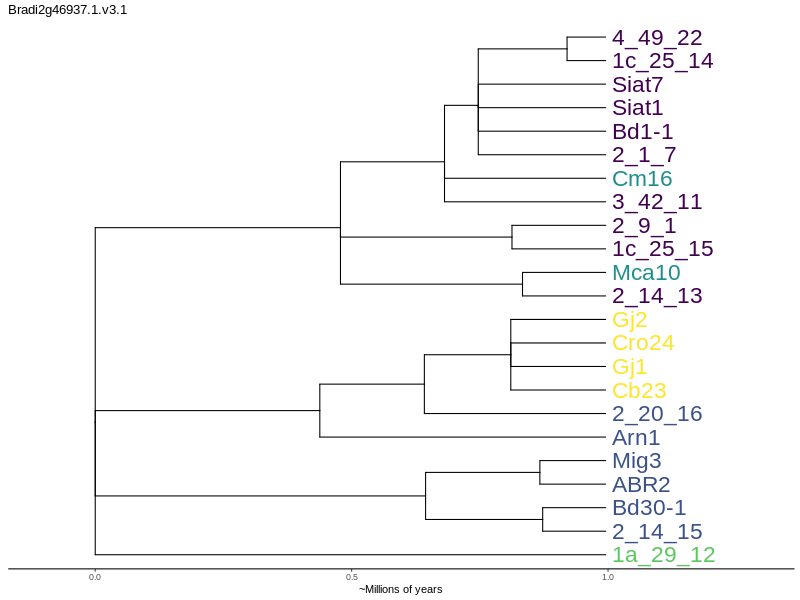 Bradi2g46937.1.v3.1
4_49_22
1c_25_14
Siat7
Siat1
Bd1-1
2_1_7
Cm16
3_42_11
2_9_1
1c_25_15
Mca10
2_14_13
Gj2
Cro24
Gj1
Cb23
2_20_16
Arn1
Mig3
ABR2
Bd30-1
2_14_15
1a_29_12
0.0 0.5 1.0
~Millions of years